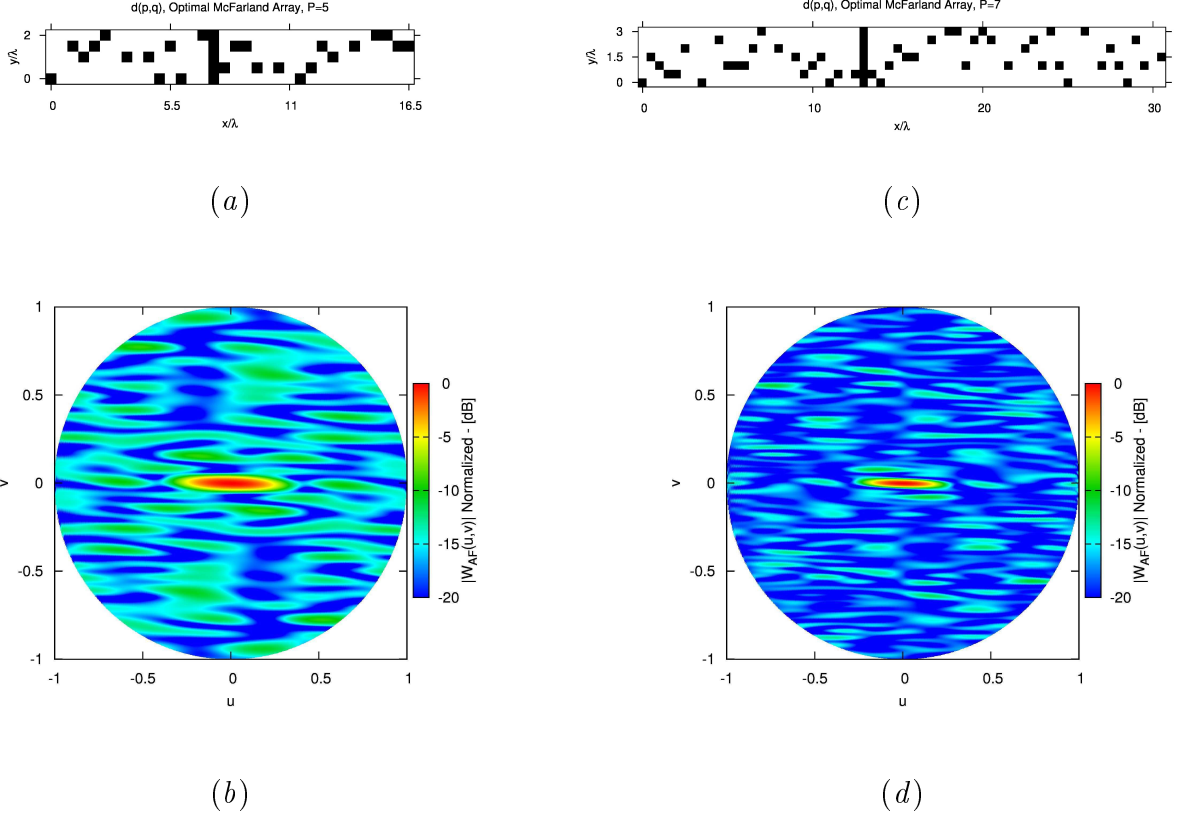 d(p,q), Optimal McFarland Array, P=5
y/λ
2
0
0
5.5
11
16.5
x/λ
(a)
d(p,q), Optimal McFarland Array, P=7
y/λ
3
1.5
0
0
10
20
30
x/λ
(c)
v
1
0.5
0
-0.5
-1
-1
-0.5
0
0.5
1
u
0
-5
-10
-15
-20
|W_AF(u,v)| Normalized - [dB]
(b)
v
1
0.5
0
-0.5
-1
-1
-0.5
0
0.5
1
u
0
-5
-10
-15
-20
|W_AF(u,v)| Normalized - [dB]
(d)